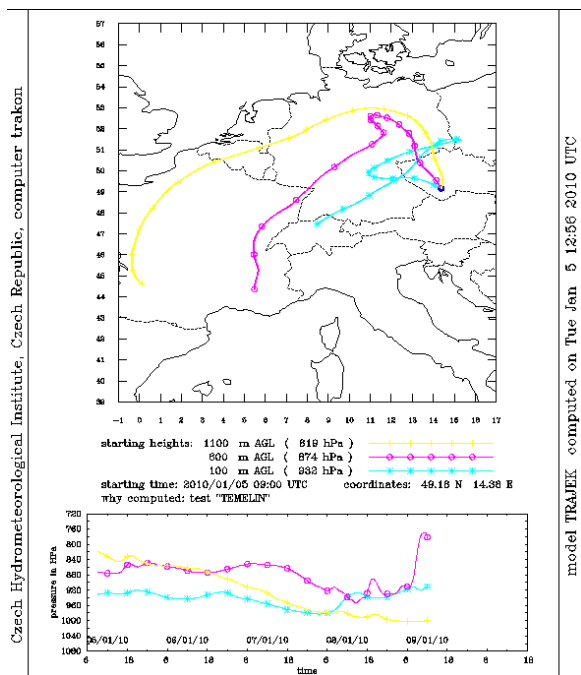 Czech Hydrometeorological Institute, Czech Republic, computer trakon
57
56
55
54
53
52
51
50
49
48
47
46
45
44
43
42
41
40
39
-1 0 1 2 3 4 5 6 7 8 9 10 11 12 13 14 15 16 17
starting heights: 1100 m AGL ( 819 hPa )
600 m AGL ( 874 hPa )
100 m AGL ( 932 hPa )
starting time: 2010/01/05 09:00 UTC coordinates: 49.18 N 14.38 E
why computed: test "TEMELIN"
pressure in HPa
720
760
840
880
920
960
1000
1080
05/01/10 06/01/10 07/01/10 08/01/10 09/01/10
6 18 6 18 6 18 6 18 6 18 6 18
time
model TRAJEK computed on Tue Jan 5 12:56 2010 UTC